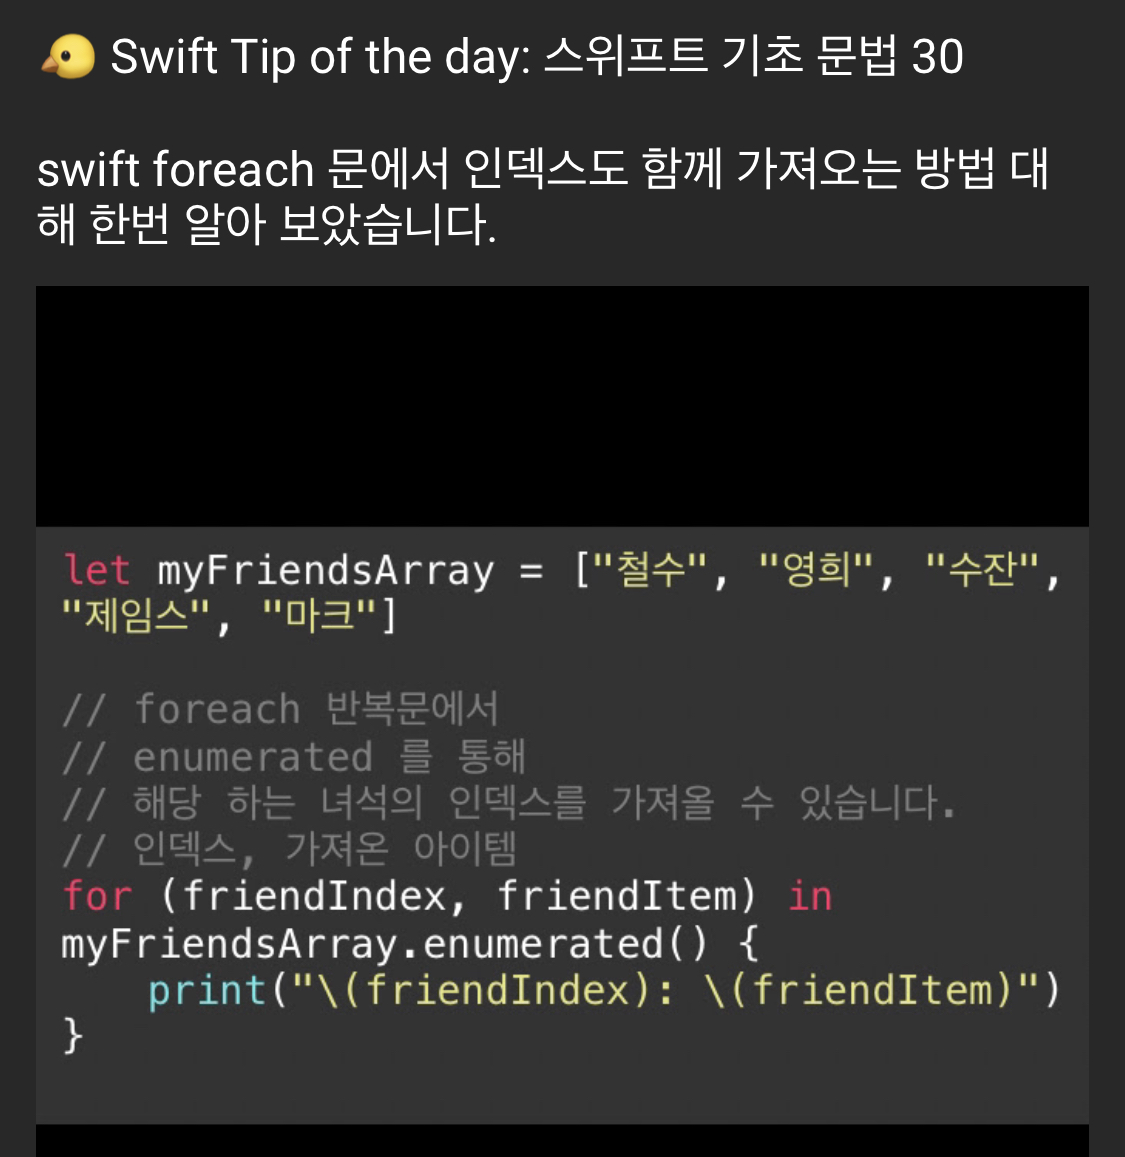 🐤 Swift Tip of the day: 스위프트 기초 문법 30
swift foreach 문에서 인덱스도 함께 가져오는 방법 대
해 한번 알아 보았습니다.
let myFriendsArray = ["철수", "영희", "수잔",
"제임스", "마크"]
// foreach 반복문에서
// enumerated 를 통해
// 해당 하는 녀석의 인덱스를 가져올 수 있습니다.
// 인덱스, 가져온 아이템
for (friendIndex, friendItem) in
myFriendsArray.enumerated() {
    print("\(friendIndex): \(friendItem)")
}